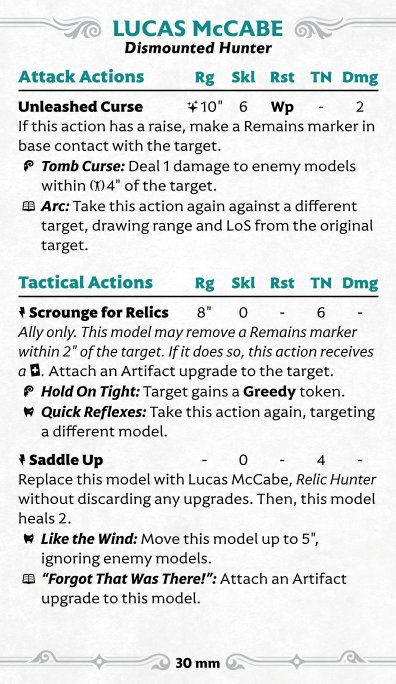 LUCAS McCABE
Dismounted Hunter
Attack Actions Rg Skl Rst TN Dmg
Unleashed Curse 10" 6 Wp - 2
If this action has a raise, make a Remains marker in
base contact with the target.
Tomb Curse: Deal 1 damage to enemy models
within 4" of the target.
Arc: Take this action again against a different
target, drawing range and LoS from the original
target.
Tactical Actions Rg Skl Rst TN Dmg
Scrounge for Relics 8" 0 - 6 -
Ally only. This model may remove a Remains marker
within 2" of the target. If it does so, this action receives
a . Attach an Artifact upgrade to the target.
Hold On Tight: Target gains a Greedy token.
Quick Reflexes: Take this action again, targeting
a different model.
Saddle Up - 0 - 4 -
Replace this model with Lucas McCabe, Relic Hunter
without discarding any upgrades. Then, this model
heals 2.
Like the Wind: Move this model up to 5",
ignoring enemy models.
“Forgot That Was There!”: Attach an Artifact
upgrade to this model.
30 mm